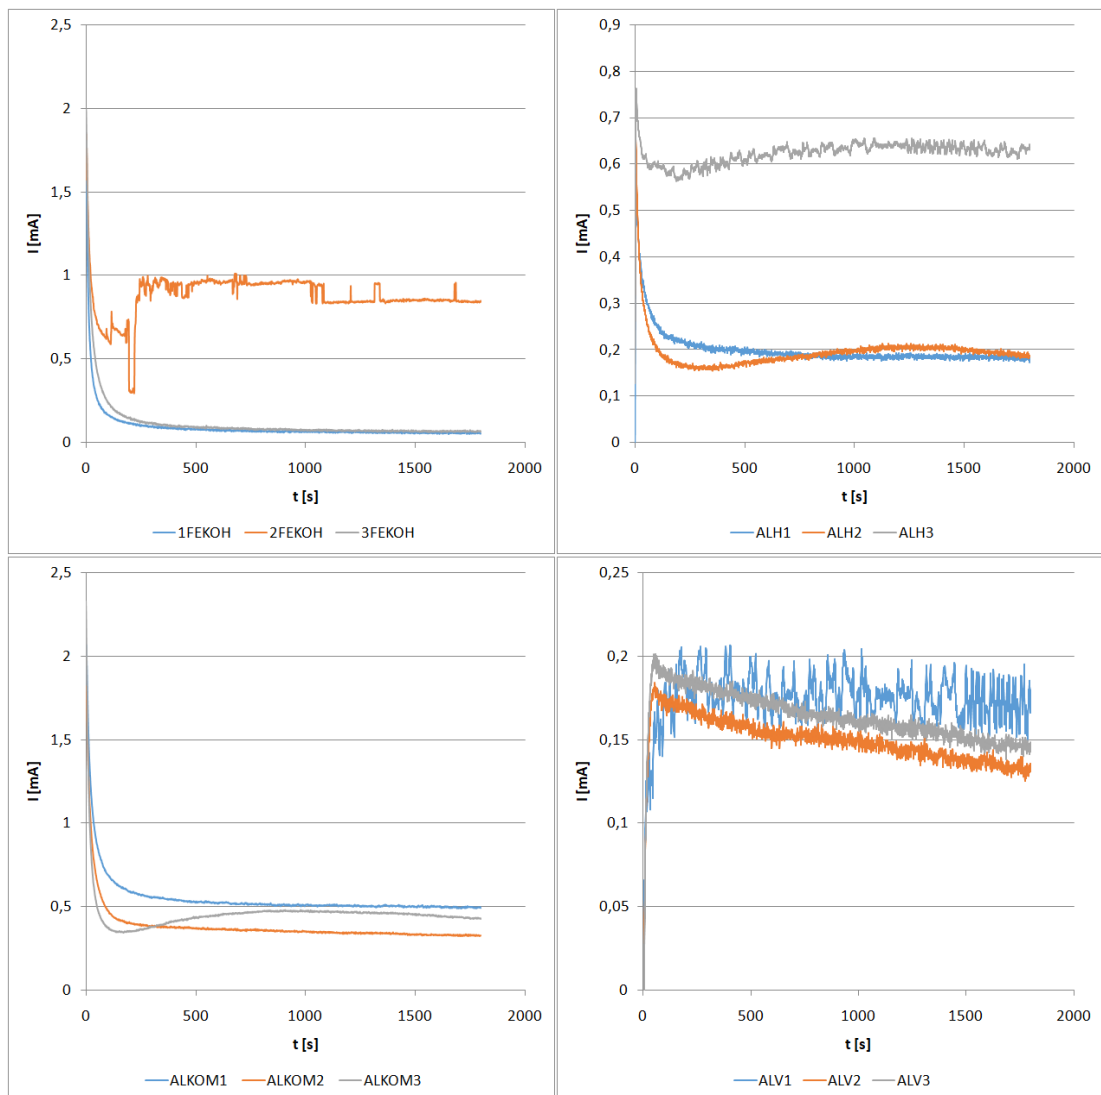 2,5
2
1,5
1
0,5
0
I [mA]
0 500 1000 1500 2000
t [s]
1FEKOH 2FEKOH 3FEKOH
0,9
0,8
0,7
0,6
0,5
0,4
0,3
0,2
0,1
0
I [mA]
0 500 1000 1500 2000
t [s]
ALH1 ALH2 ALH3
2,5
2
1,5
1
0,5
0
I [mA]
0 500 1000 1500 2000
t [s]
ALKOM1 ALKOM2 ALKOM3
0,25
0,2
0,15
0,1
0,05
0
I [mA]
0 500 1000 1500 2000
t [s]
ALV1 ALV2 ALV3